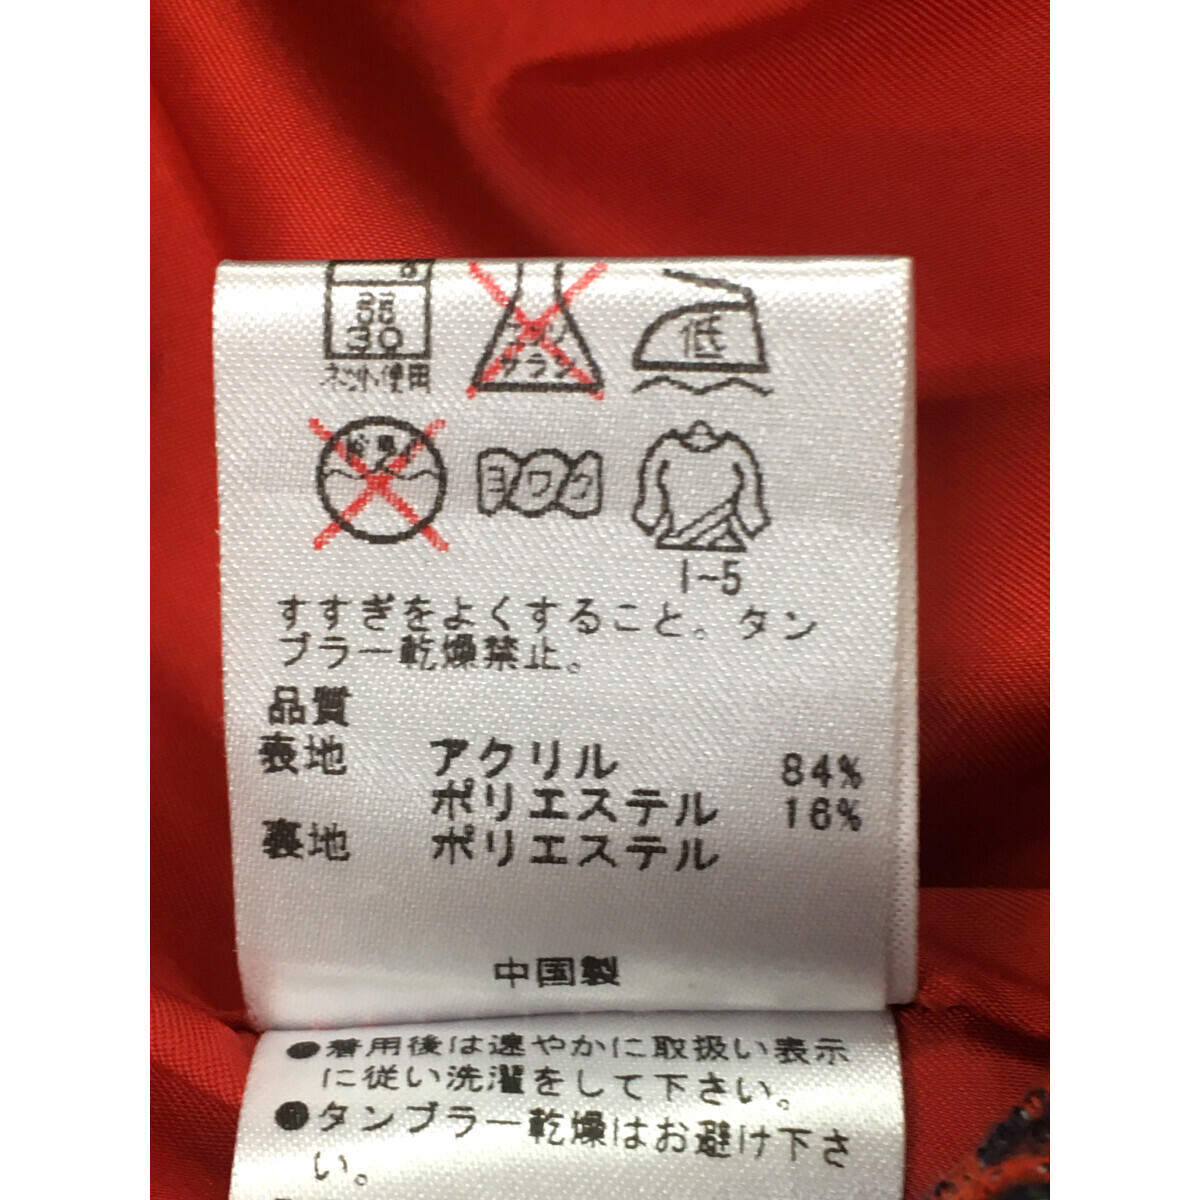 弱
30
ネット使用
エンソ
サラシ
低
ヨワク
1~5
すすぎをよくすること。タン
ブラー乾燥禁止。
品質
表地 アクリル 84%
ポリエステル 16%
裏地 ポリエステル
中国製
●着用後は速やかに取扱い表示
に従い洗濯をして下さい。
●タンブラー乾燥はお避け下さ
い。